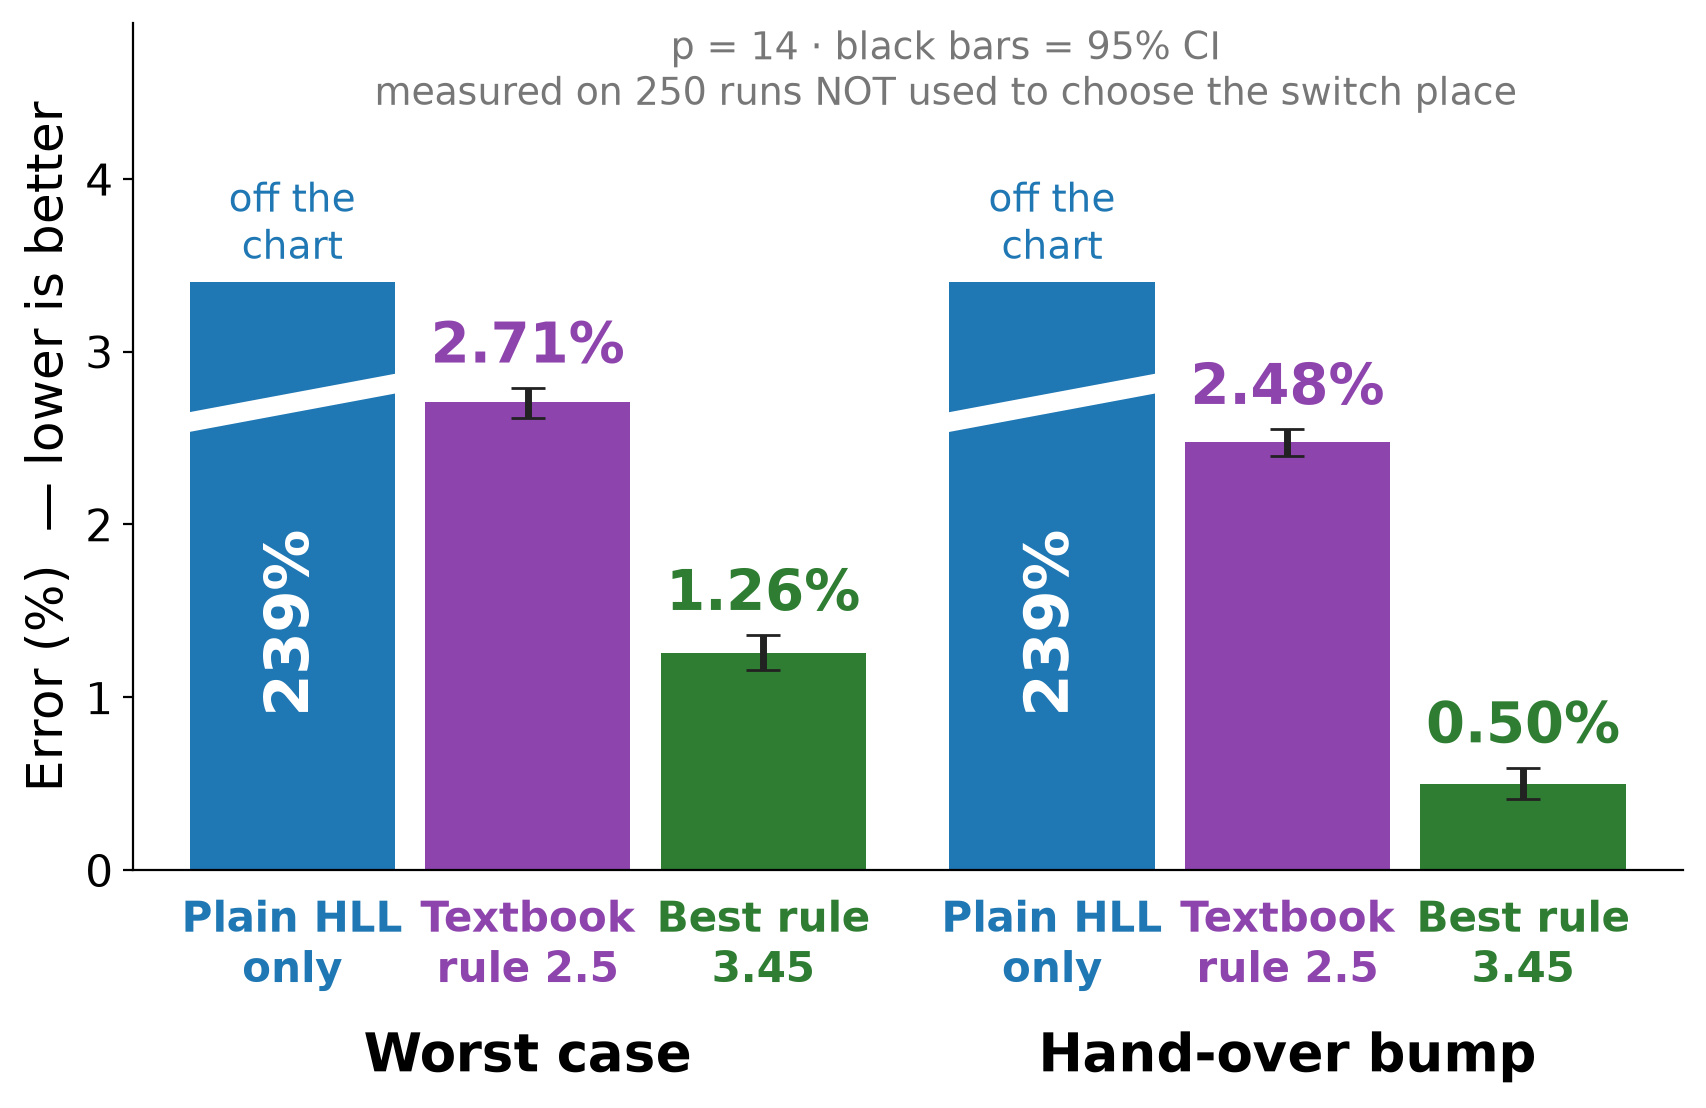 p = 14 · black bars = 95% CI
measured on 250 runs NOT used to choose the switch place
Error (%) — lower is better
4
3
2
1
0
off the
chart
239%
2.71%
1.26%
off the
chart
239%
2.48%
0.50%
Plain HLL
only
Textbook
rule 2.5
Best rule
3.45
Plain HLL
only
Textbook
rule 2.5
Best rule
3.45
Worst case
Hand-over bump